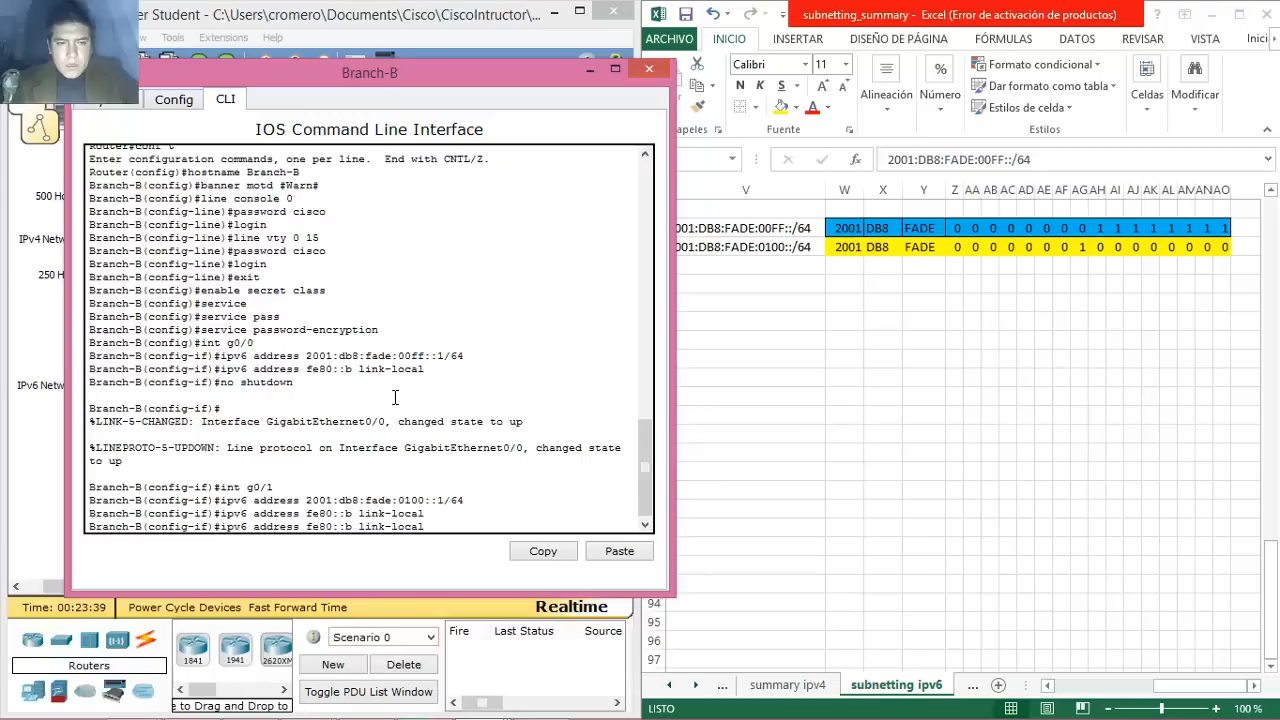 er Student - C:\Users\cromero\Documents\Cisco\CiscoIntructor\...
w Tools Extensions
Branch-B
Config CLI
IOS Command Line Interface
Router#conf t
Enter configuration commands, one per line. End with CNTL/Z.
Router(config)#hostname Branch-B
Branch-B(config)#banner motd #Warn#
Branch-B(config)#line console 0
Branch-B(config-line)#password cisco
Branch-B(config-line)#login
Branch-B(config-line)#line vty 0 15
Branch-B(config-line)#password cisco
Branch-B(config-line)#login
Branch-B(config-line)#exit
Branch-B(config)#enable secret class
Branch-B(config)#service
Branch-B(config)#service pass
Branch-B(config)#service password-encryption
Branch-B(config)#int g0/0
Branch-B(config-if)#ipv6 address 2001:db8:fade:00ff::1/64
Branch-B(config-if)#ipv6 address fe80::b link-local
Branch-B(config-if)#no shutdown
Branch-B(config-if)#
%LINK-5-CHANGED: Interface GigabitEthernet0/0, changed state to up
%LINEPROTO-5-UPDOWN: Line protocol on Interface GigabitEthernet0/0, changed state
to up
Branch-B(config-if)#int g0/1
Branch-B(config-if)#ipv6 address 2001:db8:fade:0100::1/64
Branch-B(config-if)#ipv6 address fe80::b link-local
Branch-B(config-if)#ipv6 address fe80::b link-local
Copy Paste
500 Ho
IPv4 Netw
250 H
IPv6 Netw
Time: 00:23:39 Power Cycle Devices Fast Forward Time Realtime
Routers
1841 1941 2620XM
e to Drag and Drop to
Scenario 0
New Delete
Toggle PDU List Window
Fire Last Status Source
subnetting_summary - Excel (Error de activación de productos)
ARCHIVO INICIO INSERTAR DISEÑO DE PÁGINA FÓRMULAS DATOS REVISAR VISTA Inici
Calibri 11
N K S
Fuente
Alineación
Número
Formato condicional
Dar formato como tabla
Estilos de celda
Estilos
Celdas
Modificar
apeles
fx 2001:DB8:FADE:00FF::/64
V W X Y Z AA AB AC AD AE AF AG AH AI AJ AK AL AM AN AO
2001:DB8:FADE:00FF::/64 2001 DB8 FADE 0 0 0 0 0 0 0 0 1 1 1 1 1 1 1 1
2001:DB8:FADE:0100::/64 2001 DB8 FADE 0 0 0 0 0 0 0 1 0 0 0 0 0 0 0 0
94
95
96
97
... summary ipv4 subnetting ipv6 ...
LISTO 100 %